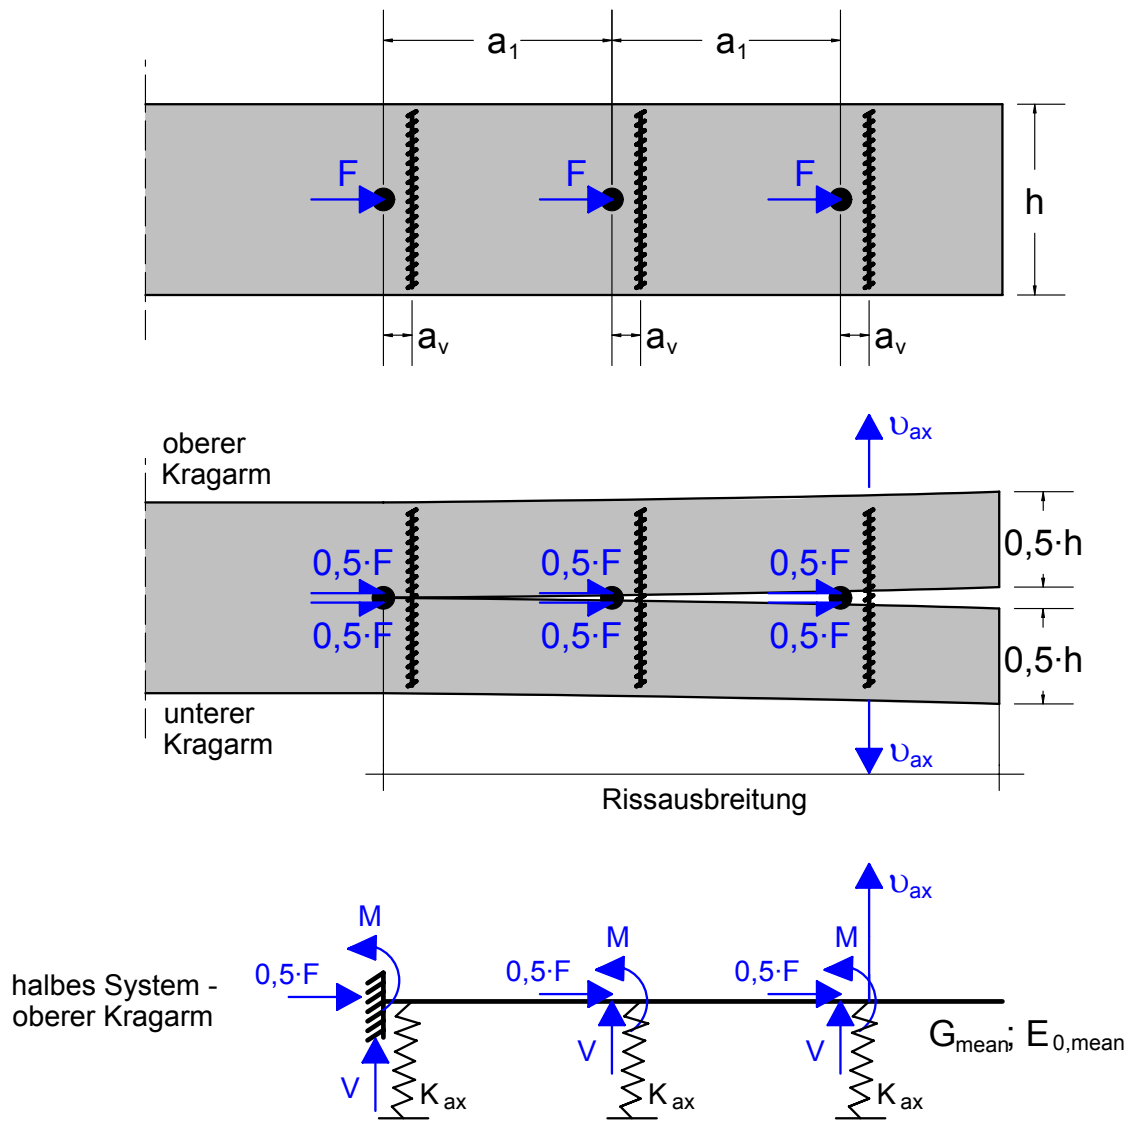 a1 a1
F F F
h
av av av
oberer
Kragarm
υax
0,5·F 0,5·F 0,5·F
0,5·h
0,5·F 0,5·F 0,5·F
0,5·h
unterer
Kragarm
υax
Rissausbreitung
υax
M M M
0,5·F 0,5·F 0,5·F
halbes System -
oberer Kragarm
Gmean; E0,mean
V V V
Kax Kax Kax